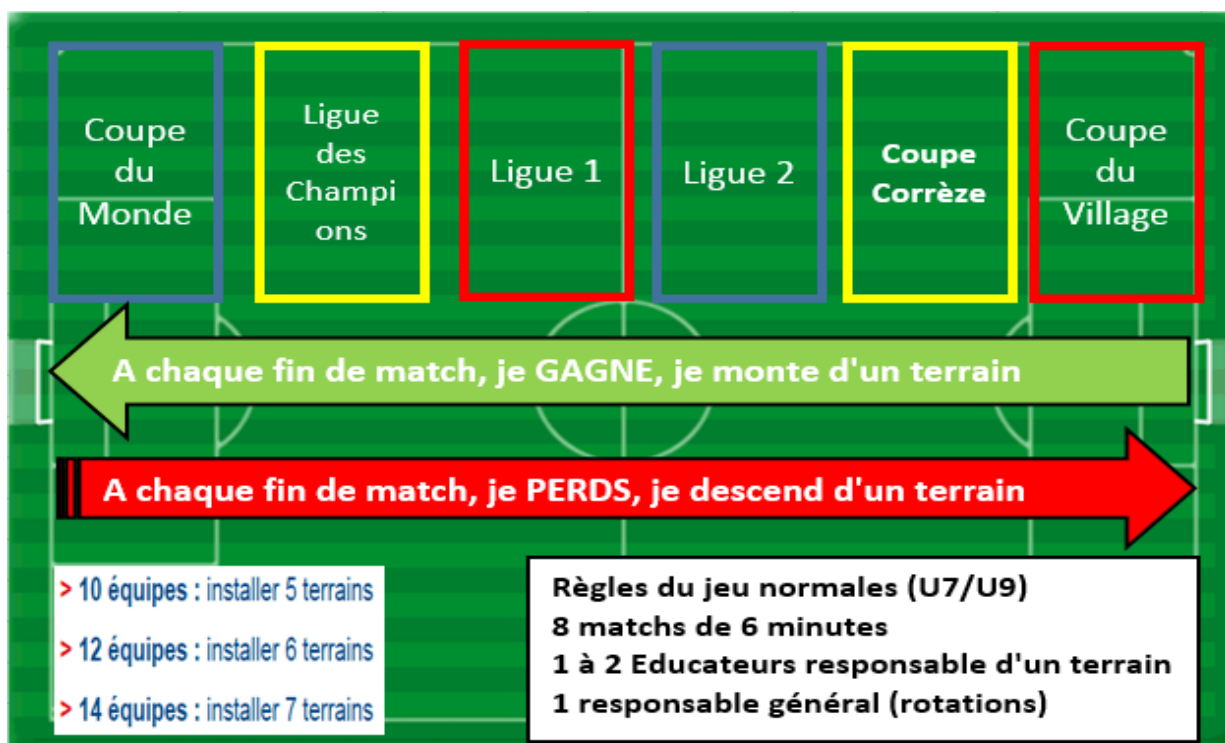 Coupe
du
Monde
Ligue
des
Champi
ons
Ligue 1
Ligue 2
Coupe
Corrèze
Coupe
du
Village
A chaque fin de match, je GAGNE, je monte d'un terrain
A chaque fin de match, je PERDS, je descend d'un terrain
> 10 équipes : installer 5 terrains
> 12 équipes : installer 6 terrains
> 14 équipes : installer 7 terrains
Règles du jeu normales (U7/U9)
8 matchs de 6 minutes
1 à 2 Educateurs responsable d'un terrain
1 responsable général (rotations)